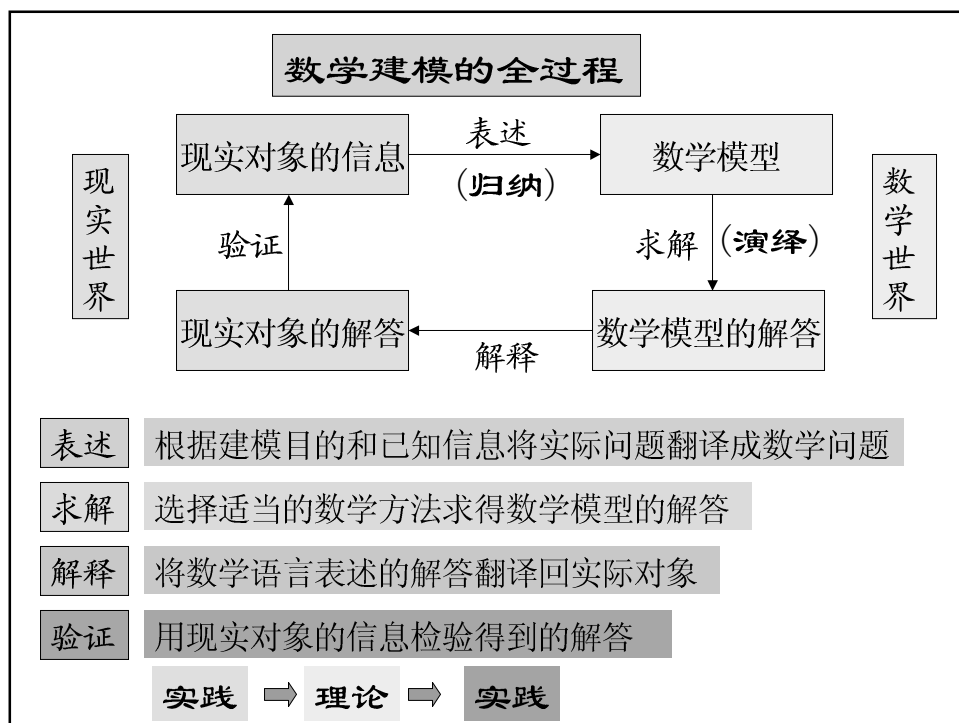 数学建模的全过程
现实世界
现实对象的信息
表述
(归纳)
数学模型
数学世界
验证
求解 (演绎)
现实对象的解答
解释
数学模型的解答
表述 根据建模目的和已知信息将实际问题翻译成数学问题
求解 选择适当的数学方法求得数学模型的解答
解释 将数学语言表述的解答翻译回实际对象
验证 用现实对象的信息检验得到的解答
实践 理论 实践